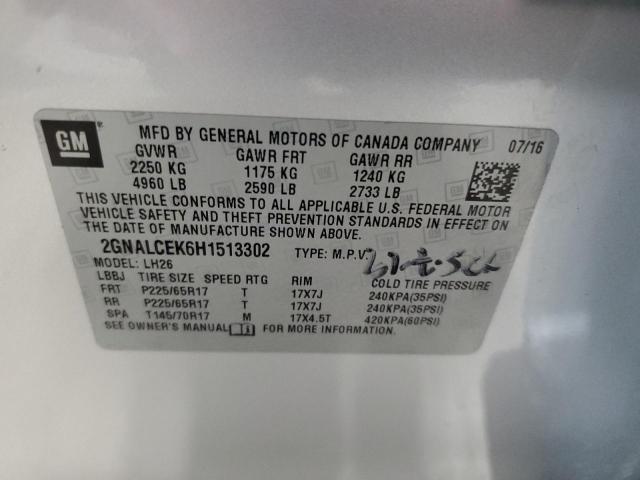 GM MFD BY GENERAL MOTORS OF CANADA COMPANY 07/16
GVWR GAWR FRT GAWR RR
2250 KG 1175 KG 1240 KG
4960 LB 2590 LB 2733 LB
THIS VEHICLE CONFORMS TO ALL APPLICABLE U.S. FEDERAL MOTOR
VEHICLE SAFETY AND THEFT PREVENTION STANDARDS IN EFFECT ON
THE DATE OF MANUFACTURE SHOWN ABOVE.
2GNALCEK6H1513302 TYPE: M.P.V.
MODEL: LH26
LBBJ TIRE SIZE SPEED RTG RIM COLD TIRE PRESSURE
FRT P225/65R17 T 17X7J 240KPA(35PSI)
RR P225/65R17 T 17X7J 240KPA(35PSI)
SPA T145/70R17 M 17X4.5T 420KPA(60PSI)
SEE OWNER'S MANUAL FOR MORE INFORMATION.